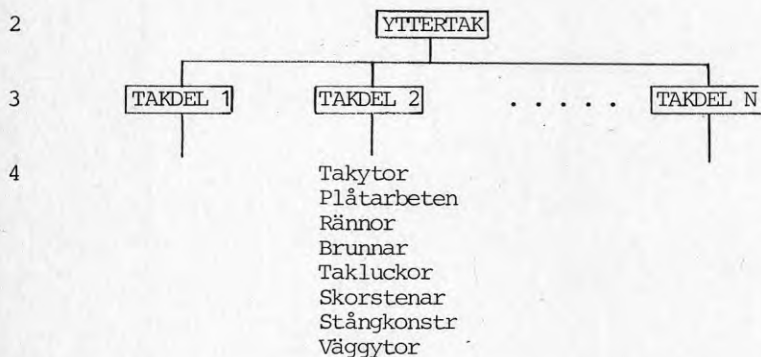 2 YTTERTAK
3 TAKDEL 1 TAKDEL 2 ..... TAKDEL N
4 Takytor
Plåtarbeten
Rännor
Brunnar
Takluckor
Skorstenar
Stångkonstr
Väggytor